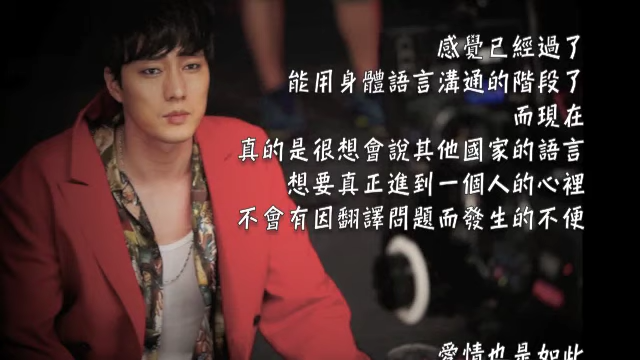 感覺已經過了
能用身體語言溝通的階段了
而現在
真的是很想會說其他國家的語言
想要真正進到一個人的心裡
不會有因翻譯問題而發生的不便
愛情也是如此